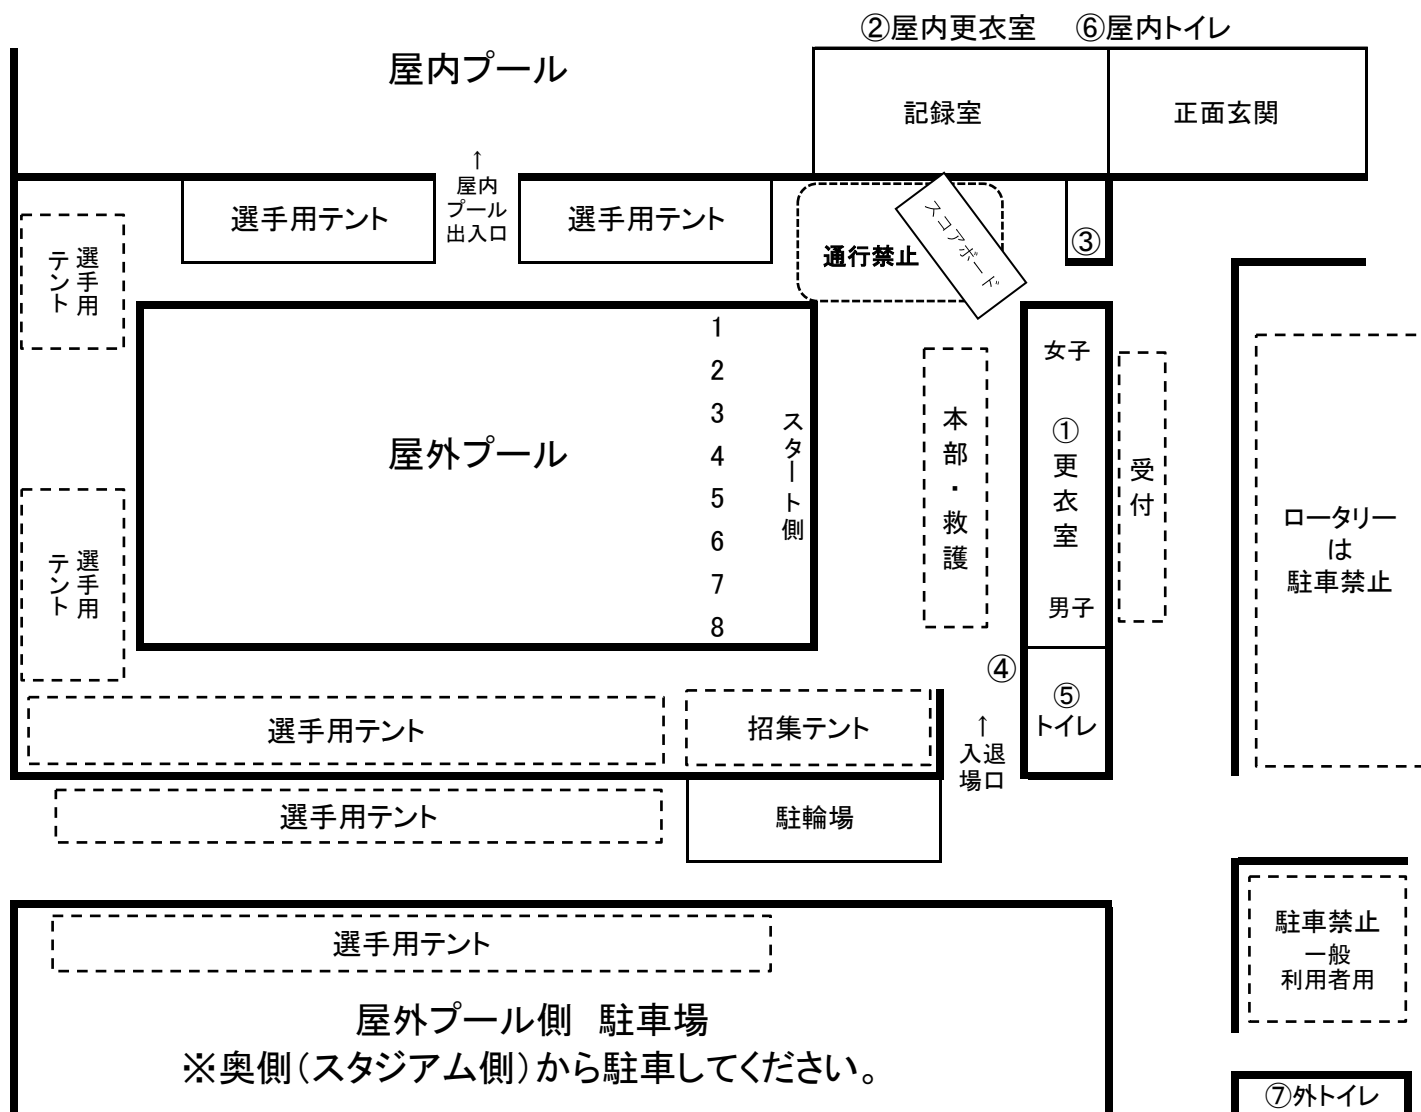 ②屋内更衣室　⑥屋内トイレ
屋内プール
記録室
正面玄関
↑
屋内
プール
出入口
選手用テント
選手用テント
スコアボード
通行禁止
③
選手用
テント
1
2
3
4
5
6
7
8
スタート側
屋外プール
本部・救護
女子
①
更衣室
男子
受付
ロータリー
は
駐車禁止
選手用
テント
④
⑤
トイレ
選手用テント
招集テント
↑
入退
場口
選手用テント
駐輪場
選手用テント
駐車禁止
一般
利用者用
屋外プール側　駐車場
※奥側（スタジアム側）から駐車してください。
⑦外トイレ